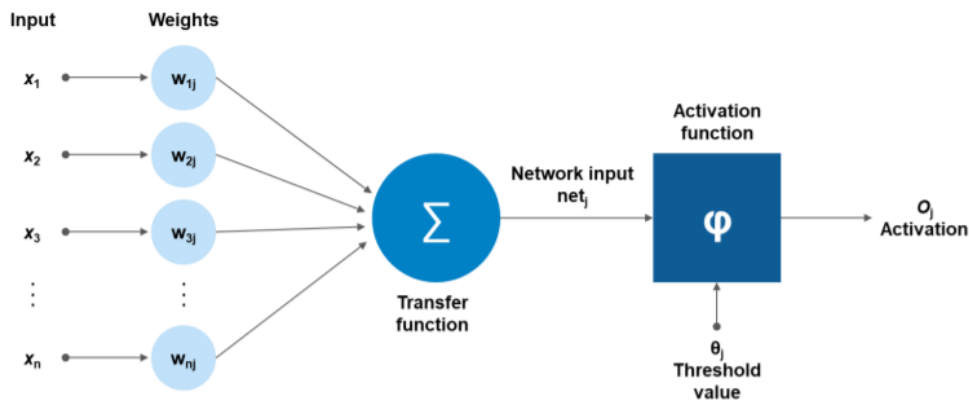 Input
Weights
x₁
w₁ⱼ
x₂
w₂ⱼ
x₃
w₃ⱼ
⋮
⋮
xₙ
wₙⱼ
Σ
Transfer
function
Network input
netⱼ
Activation
function
φ
Oⱼ
Activation
θⱼ
Threshold
value